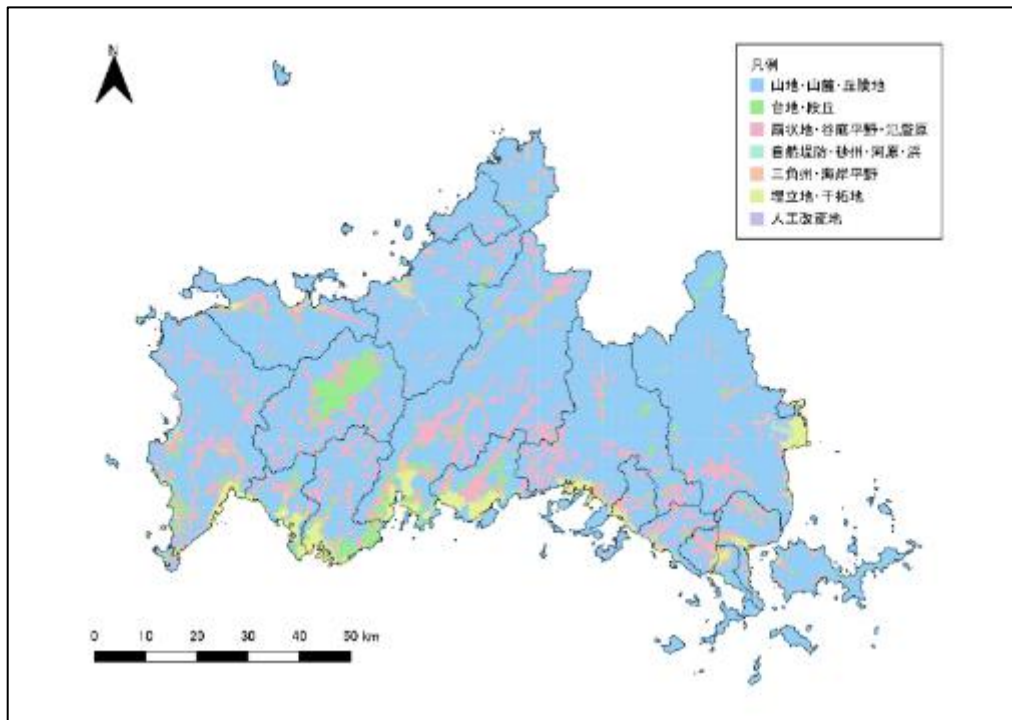 N
凡例
山地・山麓・丘陵地
台地・段丘
扇状地・谷底平野・氾濫原
自然堤防・砂州・河原・浜
三角州・海岸平野
埋立地・干拓地
人工改変地
0 10 20 30 40 50 km